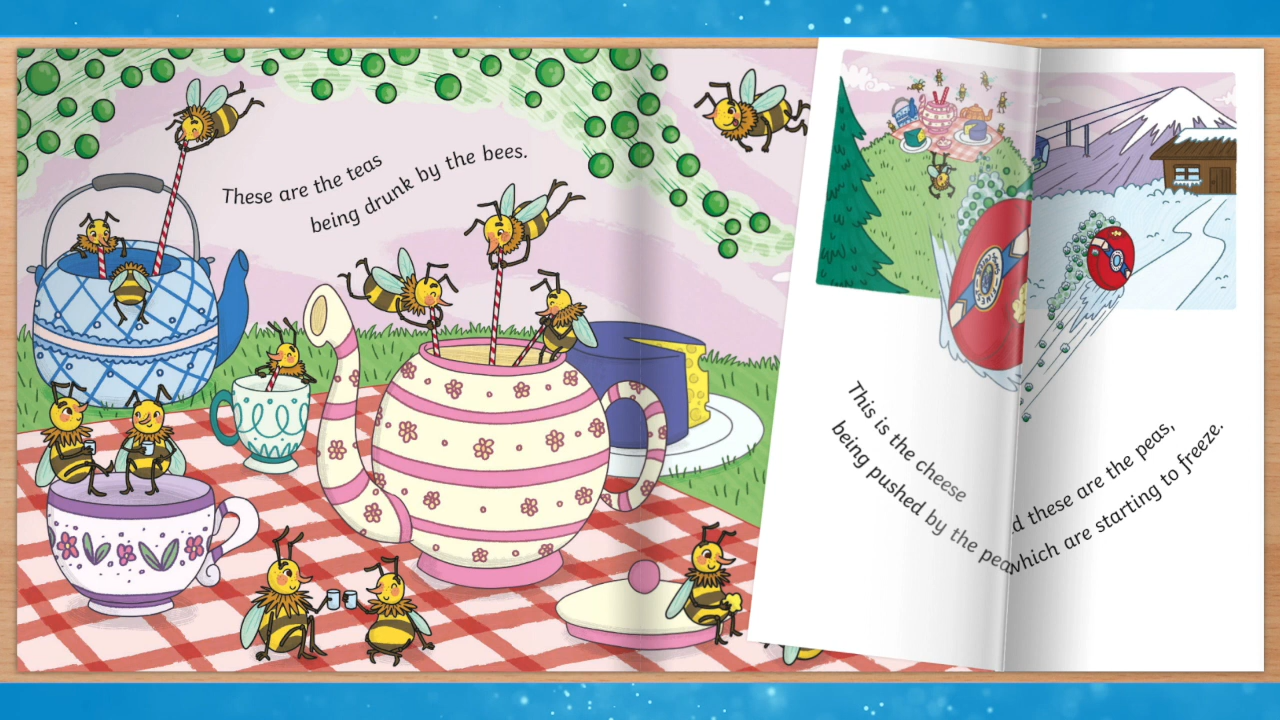 These are the teas
being drunk by the bees.
This is the cheese
being pushed by the pea
these are the peas,
which are starting to freeze.